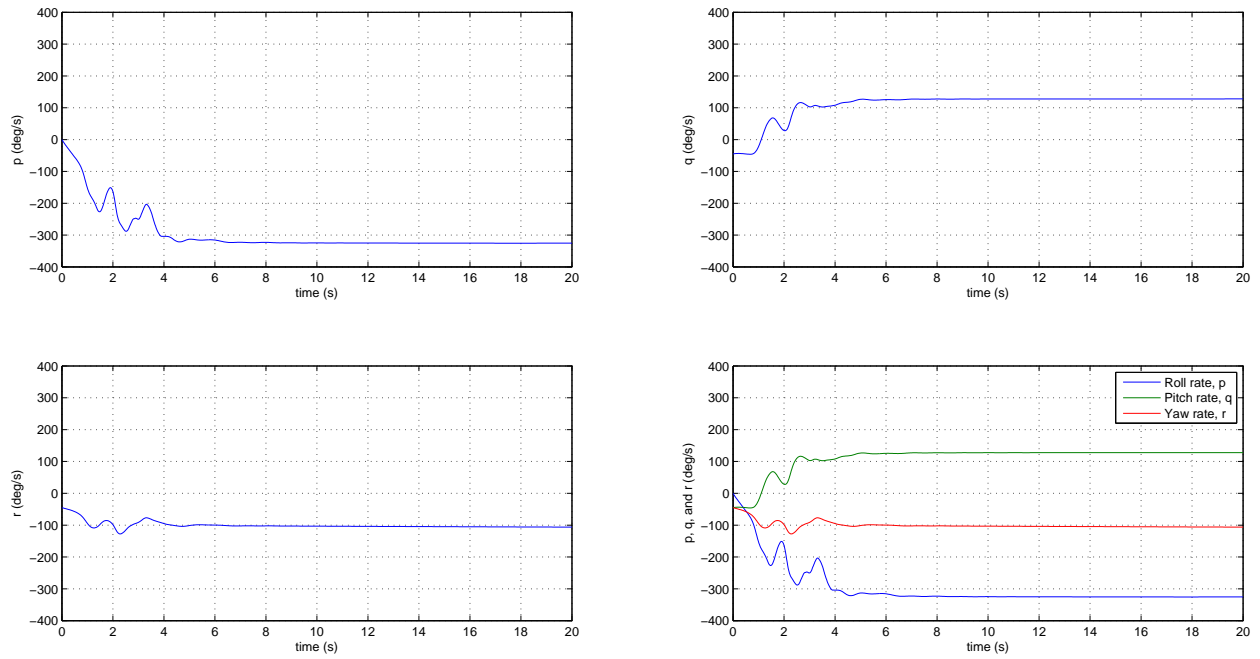 400
300
200
100
0
−100
−200
−300
−400
p (deg/s)
0 2 4 6 8 10 12 14 16 18 20
time (s)
400
300
200
100
0
−100
−200
−300
−400
q (deg/s)
0 2 4 6 8 10 12 14 16 18 20
time (s)
400
300
200
100
0
−100
−200
−300
−400
r (deg/s)
0 2 4 6 8 10 12 14 16 18 20
time (s)
400
300
200
100
0
−100
−200
−300
−400
p, q, and r (deg/s)
Roll rate, p
Pitch rate, q
Yaw rate, r
0 2 4 6 8 10 12 14 16 18 20
time (s)